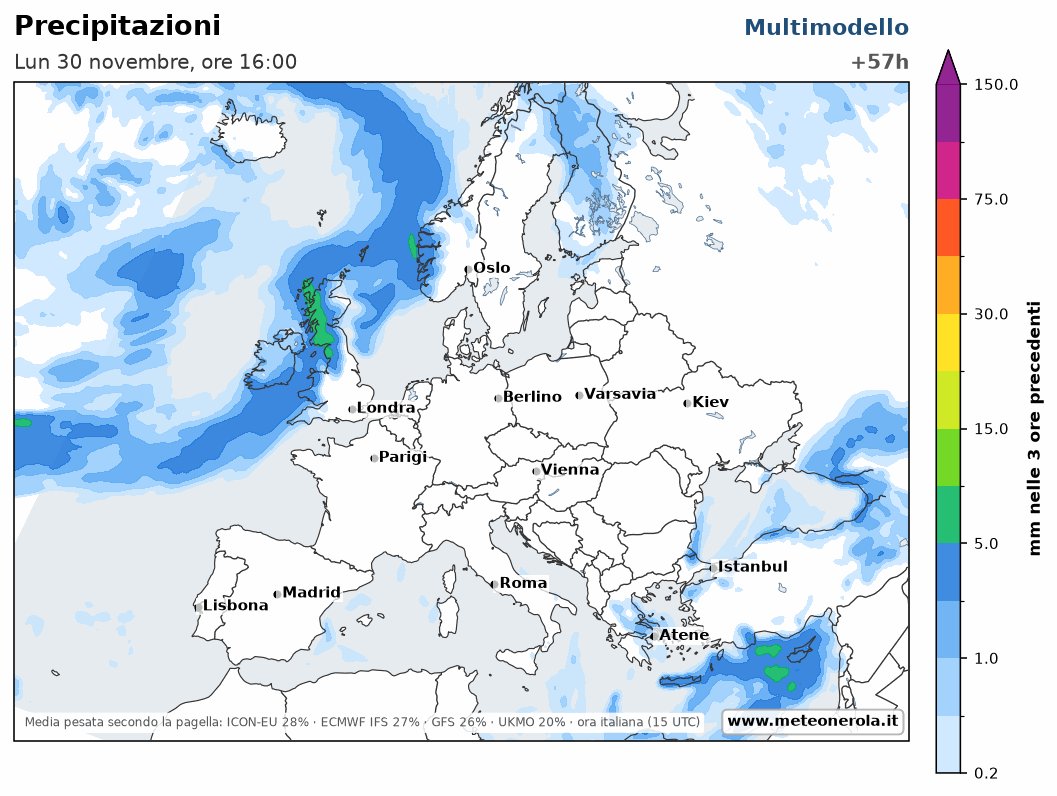 Precipitazioni
Multimodello
Lun 30 novembre, ore 16:00
+57h
150.0
75.0
30.0
15.0
5.0
1.0
0.2
mm nelle 3 ore precedenti
Oslo
Londra
Berlino
Varsavia
Kiev
Parigi
Vienna
Istanbul
Roma
Madrid
Lisbona
Atene
Media pesata secondo la pagella: ICON-EU 28% · ECMWF IFS 27% · GFS 26% · UKMO 20% · ora italiana (15 UTC)
www.meteonerola.it